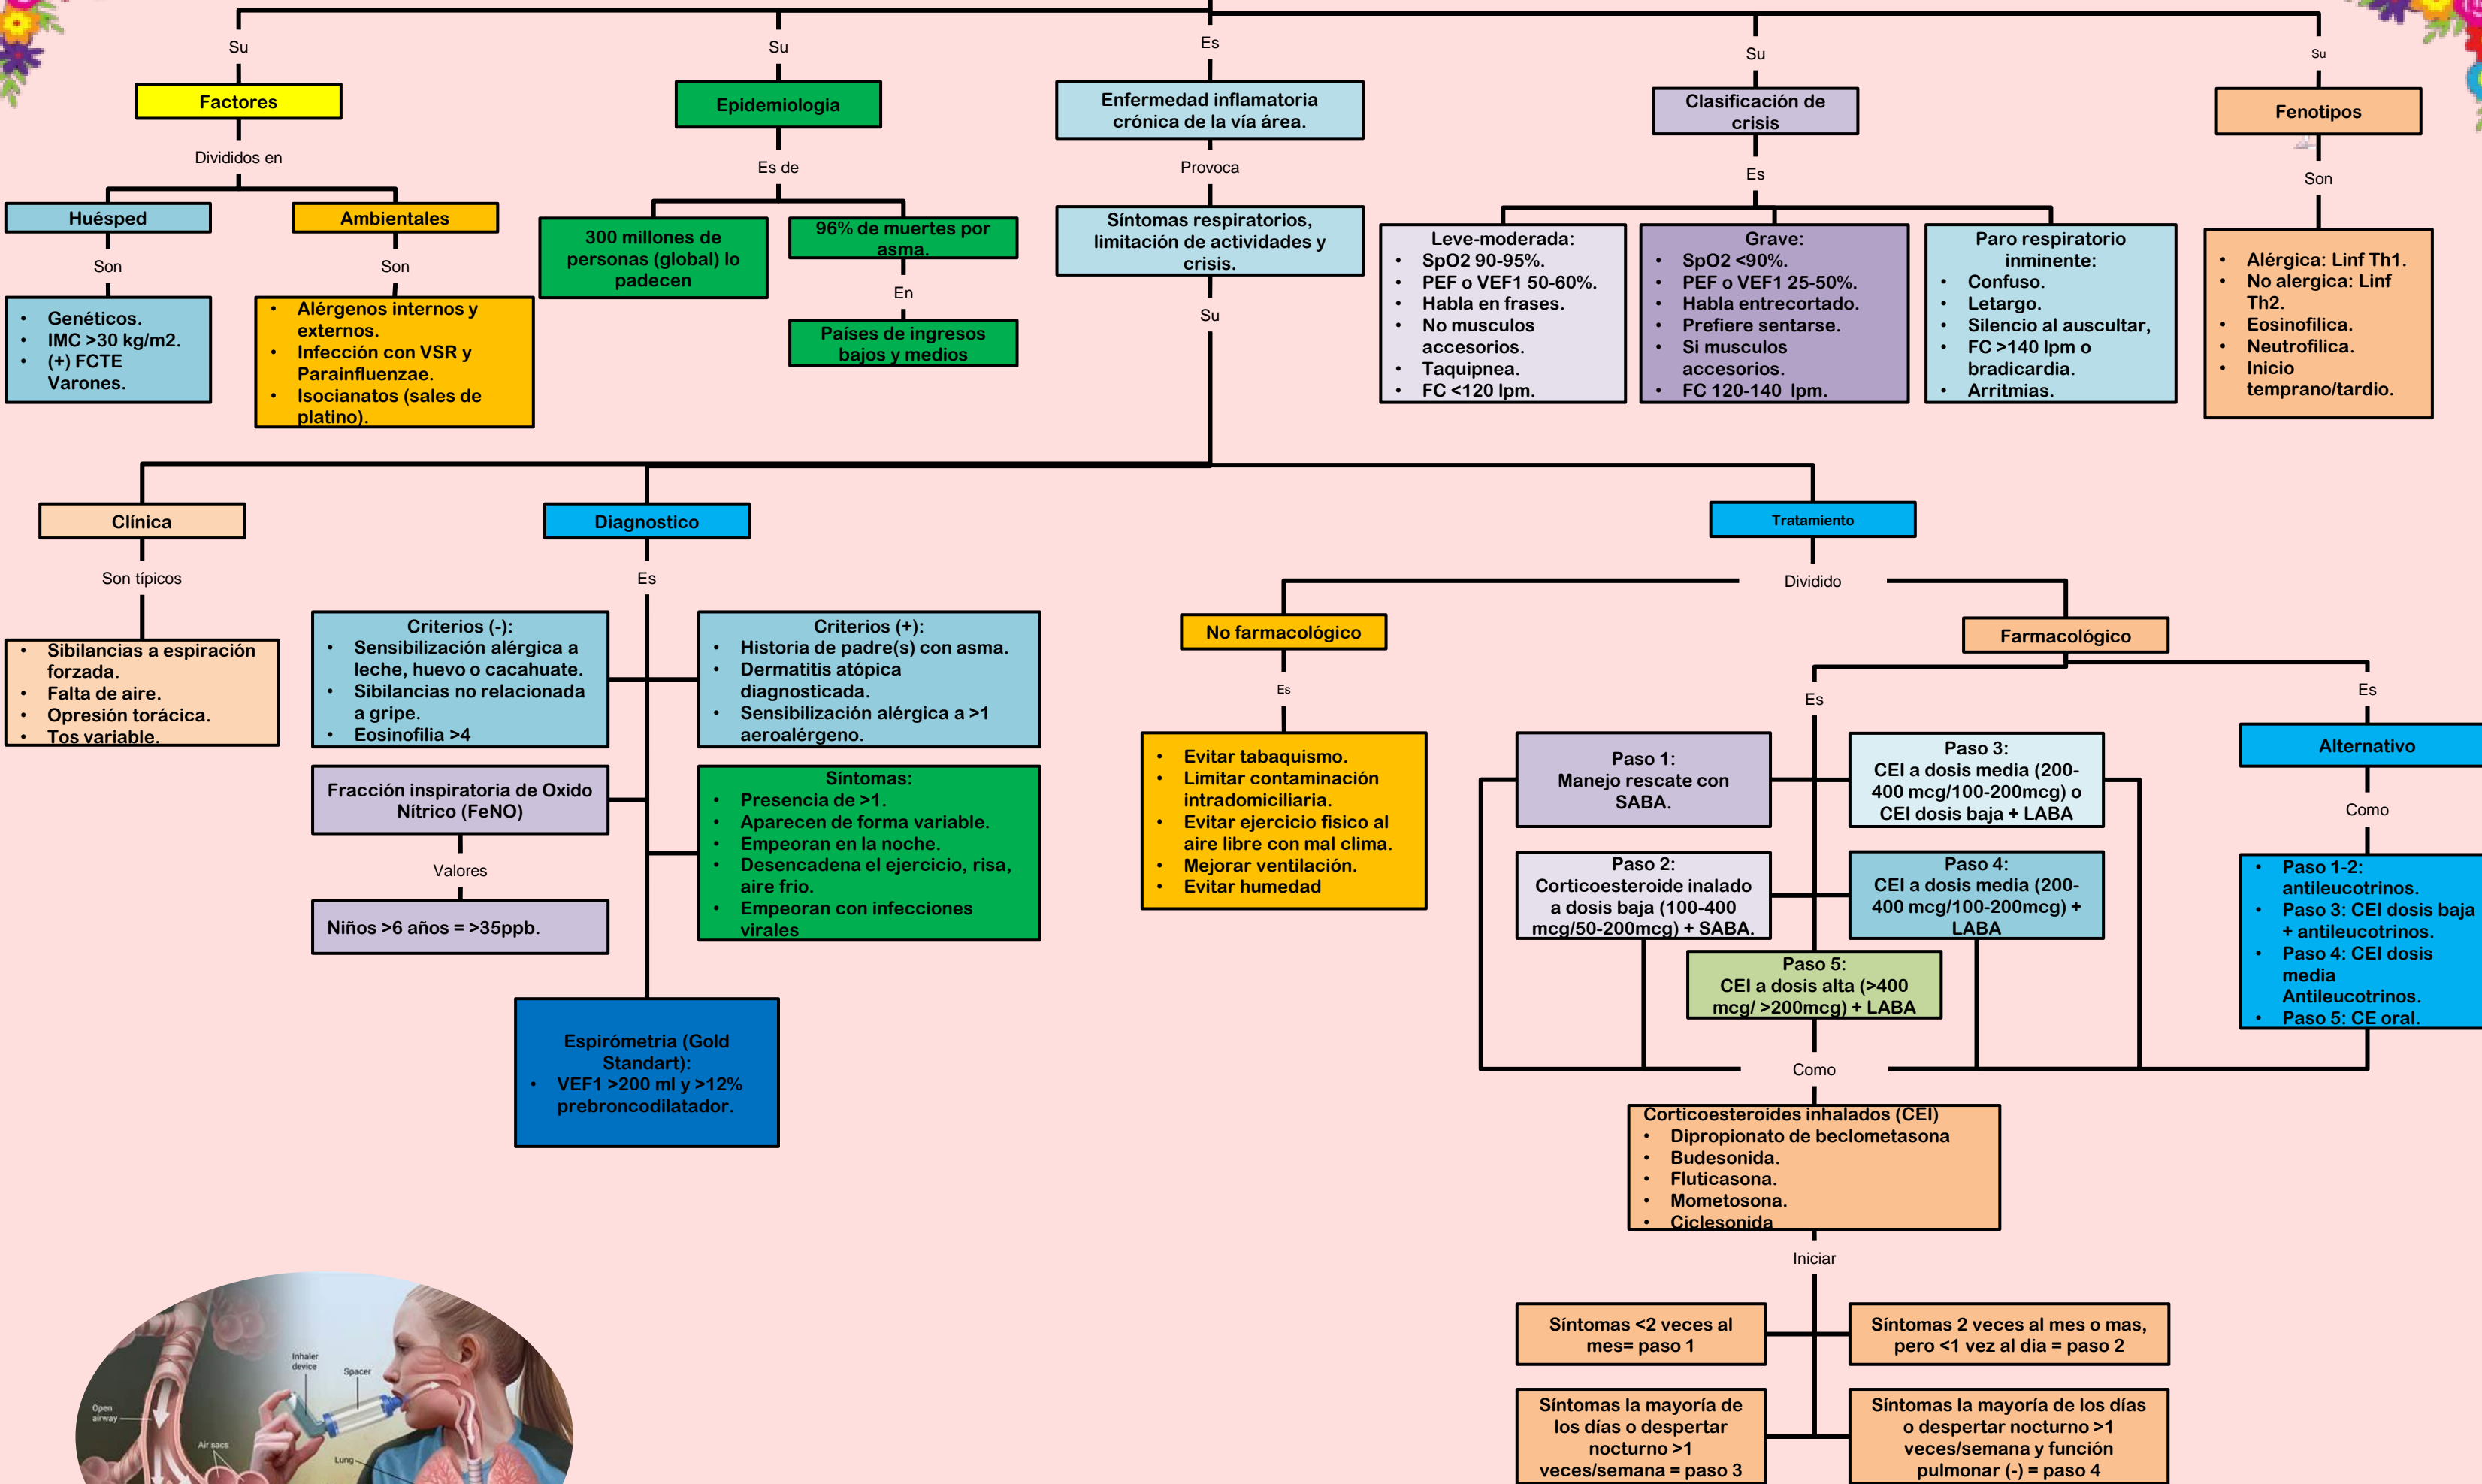 Su
Factores
Divididos en
Huésped
Son
Genéticos.
IMC >30 kg/m2.
(+) FCTE
Varones.
Ambientales
Son
Alérgenos internos y
externos.
Infección con VSR y
Parainfluenzae.
Isocianatos (sales de
platino).
Su
Epidemiologia
Es de
300 millones de
personas (global) lo
padecen
96% de muertes por
asma.
En
Países de ingresos
bajos y medios
Es
Enfermedad inflamatoria
crónica de la vía área.
Provoca
Síntomas respiratorios,
limitación de actividades y
crisis.
Su
Su
Clasificación de
crisis
Es
Leve-moderada:
SpO2 90-95%.
PEF o VEF1 50-60%.
Habla en frases.
No musculos
accesorios.
Taquipnea.
FC <120 lpm.
Grave:
SpO2 <90%.
PEF o VEF1 25-50%.
Habla entrecortado.
Prefiere sentarse.
Si musculos
accesorios.
FC 120-140 lpm.
Paro respiratorio
inminente:
Confuso.
Letargo.
Silencio al auscultar,
FC >140 lpm o
bradicardia.
Arritmias.
Su
Fenotipos
Son
Alérgica: Linf Th1.
No alergica: Linf
Th2.
Eosinofilica.
Neutrofilica.
Inicio
temprano/tardio.
Clínica
Son típicos
Sibilancias a espiración
forzada.
Falta de aire.
Opresión torácica.
Tos variable.
Diagnostico
Es
Criterios (-):
Sensibilización alérgica a
leche, huevo o cacahuate.
Sibilancias no relacionada
a gripe.
Eosinofilia >4
Criterios (+):
Historia de padre(s) con asma.
Dermatitis atópica
diagnosticada.
Sensibilización alérgica a >1
aeroalérgeno.
Fracción inspiratoria de Oxido
Nítrico (FeNO)
Valores
Niños >6 años = >35ppb.
Síntomas:
Presencia de >1.
Aparecen de forma variable.
Empeoran en la noche.
Desencadena el ejercicio, risa,
aire frio.
Empeoran con infecciones
virales
Espirómetria (Gold
Standart):
VEF1 >200 ml y >12%
prebroncodilatador.
Tratamiento
Dividido
No farmacológico
Es
Evitar tabaquismo.
Limitar contaminación
intradomiciliaria.
Evitar ejercicio fisico al
aire libre con mal clima.
Mejorar ventilación.
Evitar humedad
Farmacológico
Es
Paso 1:
Manejo rescate con
SABA.
Paso 3:
CEI a dosis media (200-
400 mcg/100-200mcg) o
CEI dosis baja + LABA
Paso 2:
Corticoesteroide inalado
a dosis baja (100-400
mcg/50-200mcg) + SABA.
Paso 4:
CEI a dosis media (200-
400 mcg/100-200mcg) +
LABA
Paso 5:
CEI a dosis alta (>400
mcg/ >200mcg) + LABA
Es
Alternativo
Como
Paso 1-2:
antileucotrinos.
Paso 3: CEI dosis baja
+ antileucotrinos.
Paso 4: CEI dosis
media
Antileucotrinos.
Paso 5: CE oral.
Como
Corticoesteroides inhalados (CEI)
Dipropionato de beclometasona
Budesonida.
Fluticasona.
Mometosona.
Ciclesonida
Iniciar
Síntomas <2 veces al
mes= paso 1
Síntomas 2 veces al mes o mas,
pero <1 vez al dia = paso 2
Síntomas la mayoría de
los días o despertar
nocturno >1
veces/semana = paso 3
Síntomas la mayoría de los días
o despertar nocturno >1
veces/semana y función
pulmonar (-) = paso 4
Inhaler
device
Spacer
Open
airway
Air sacs
Lung